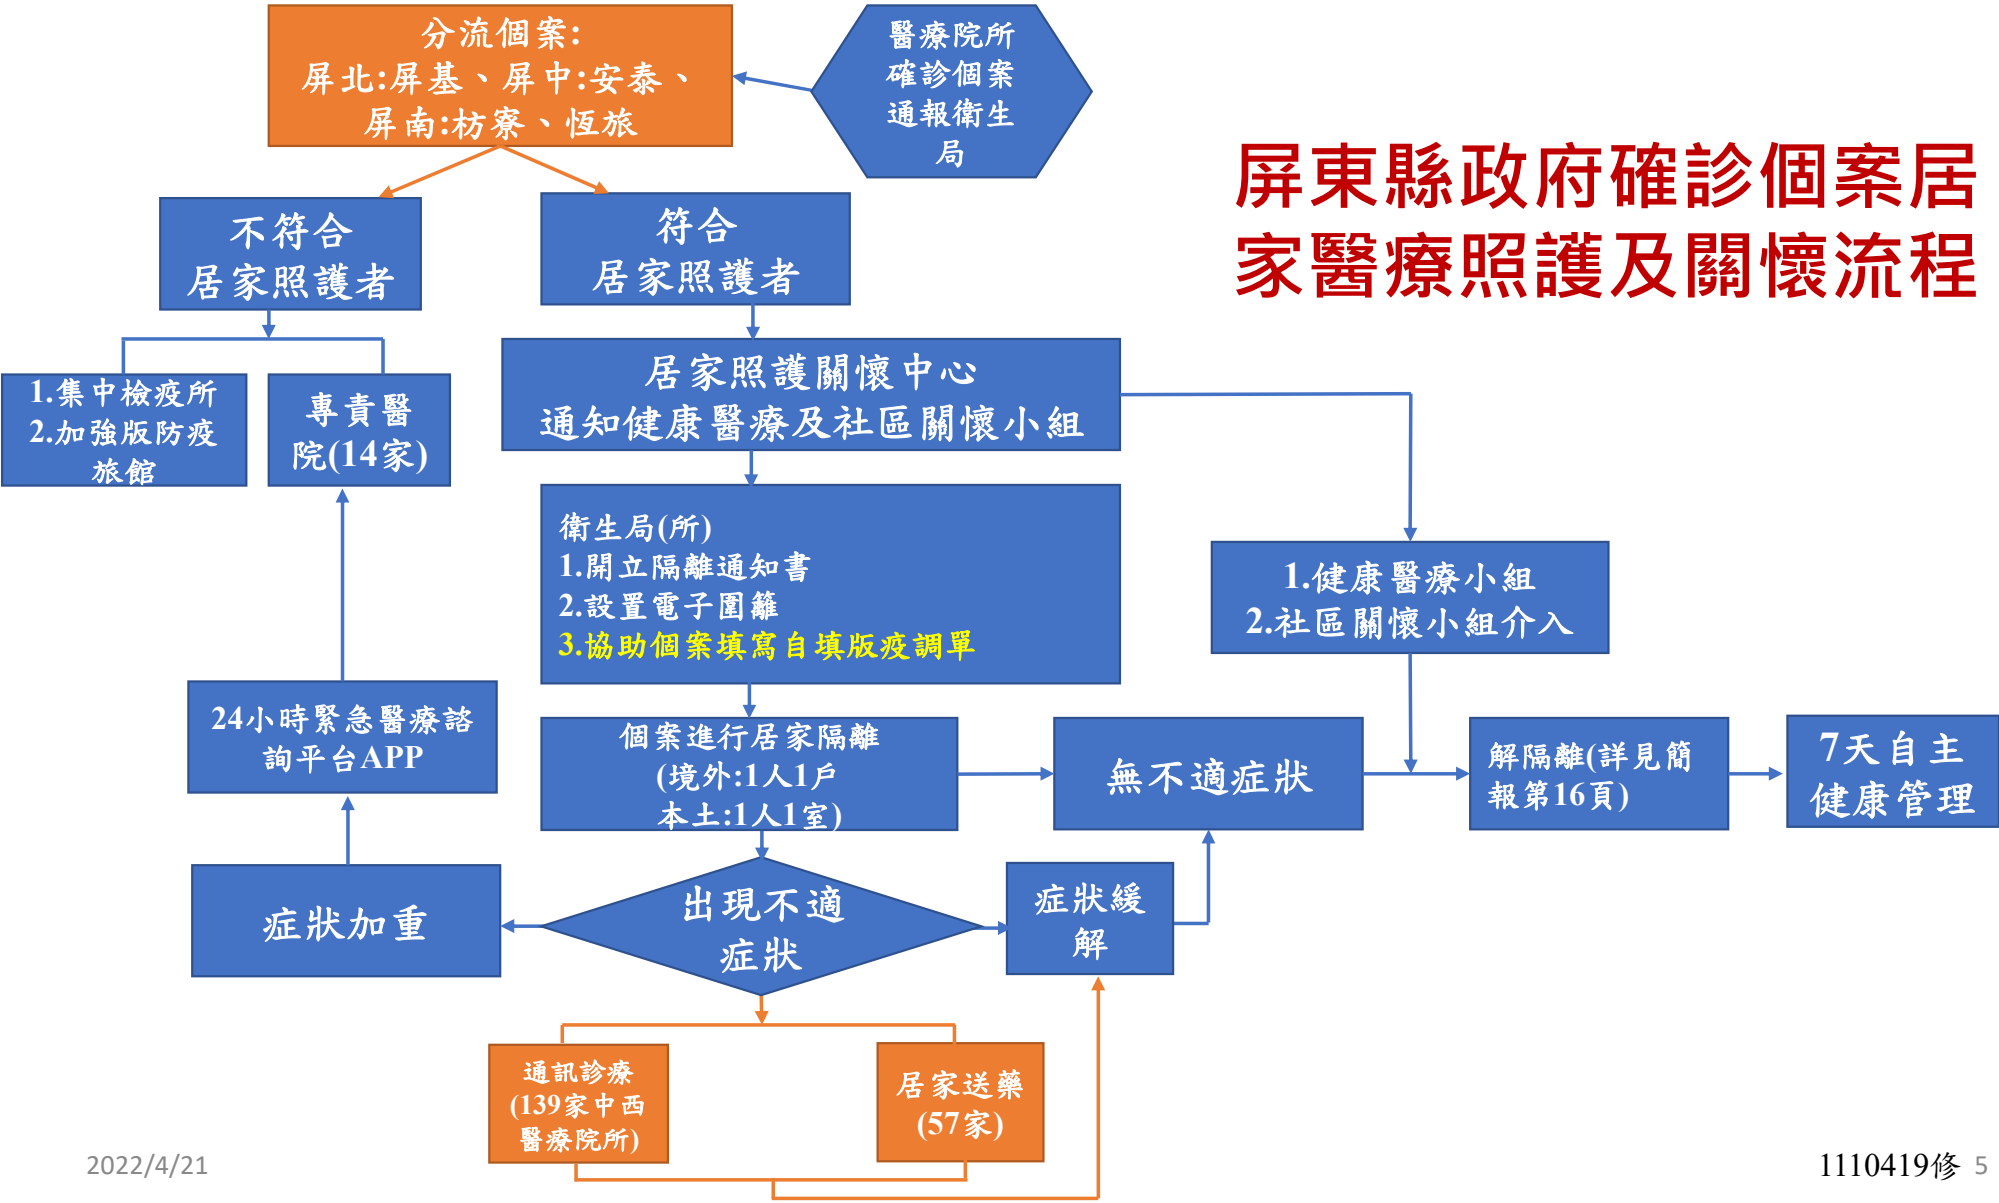 分流個案:
屏北:屏基、屏中:安泰、
屏南:枋寮、恆旅
醫療院所
確診個案
通報衛生
局
屏東縣政府確診個案居
家醫療照護及關懷流程
不符合
居家照護者
符合
居家照護者
1.集中檢疫所
2.加強版防疫
旅館
專責醫
院(14家)
居家照護關懷中心
通知健康醫療及社區關懷小組
衛生局(所)
1.開立隔離通知書
2.設置電子圍籬
3.協助個案填寫自填版疫調單
1.健康醫療小組
2.社區關懷小組介入
24小時緊急醫療諮
詢平台APP
個案進行居家隔離
(境外:1人1戶
本土:1人1室)
無不適症狀
解隔離(詳見簡
報第16頁)
7天自主
健康管理
症狀加重
出現不適
症狀
症狀緩
解
通訊診療
(139家中西
醫療院所)
居家送藥
(57家)
2022/4/21
1110419修 5